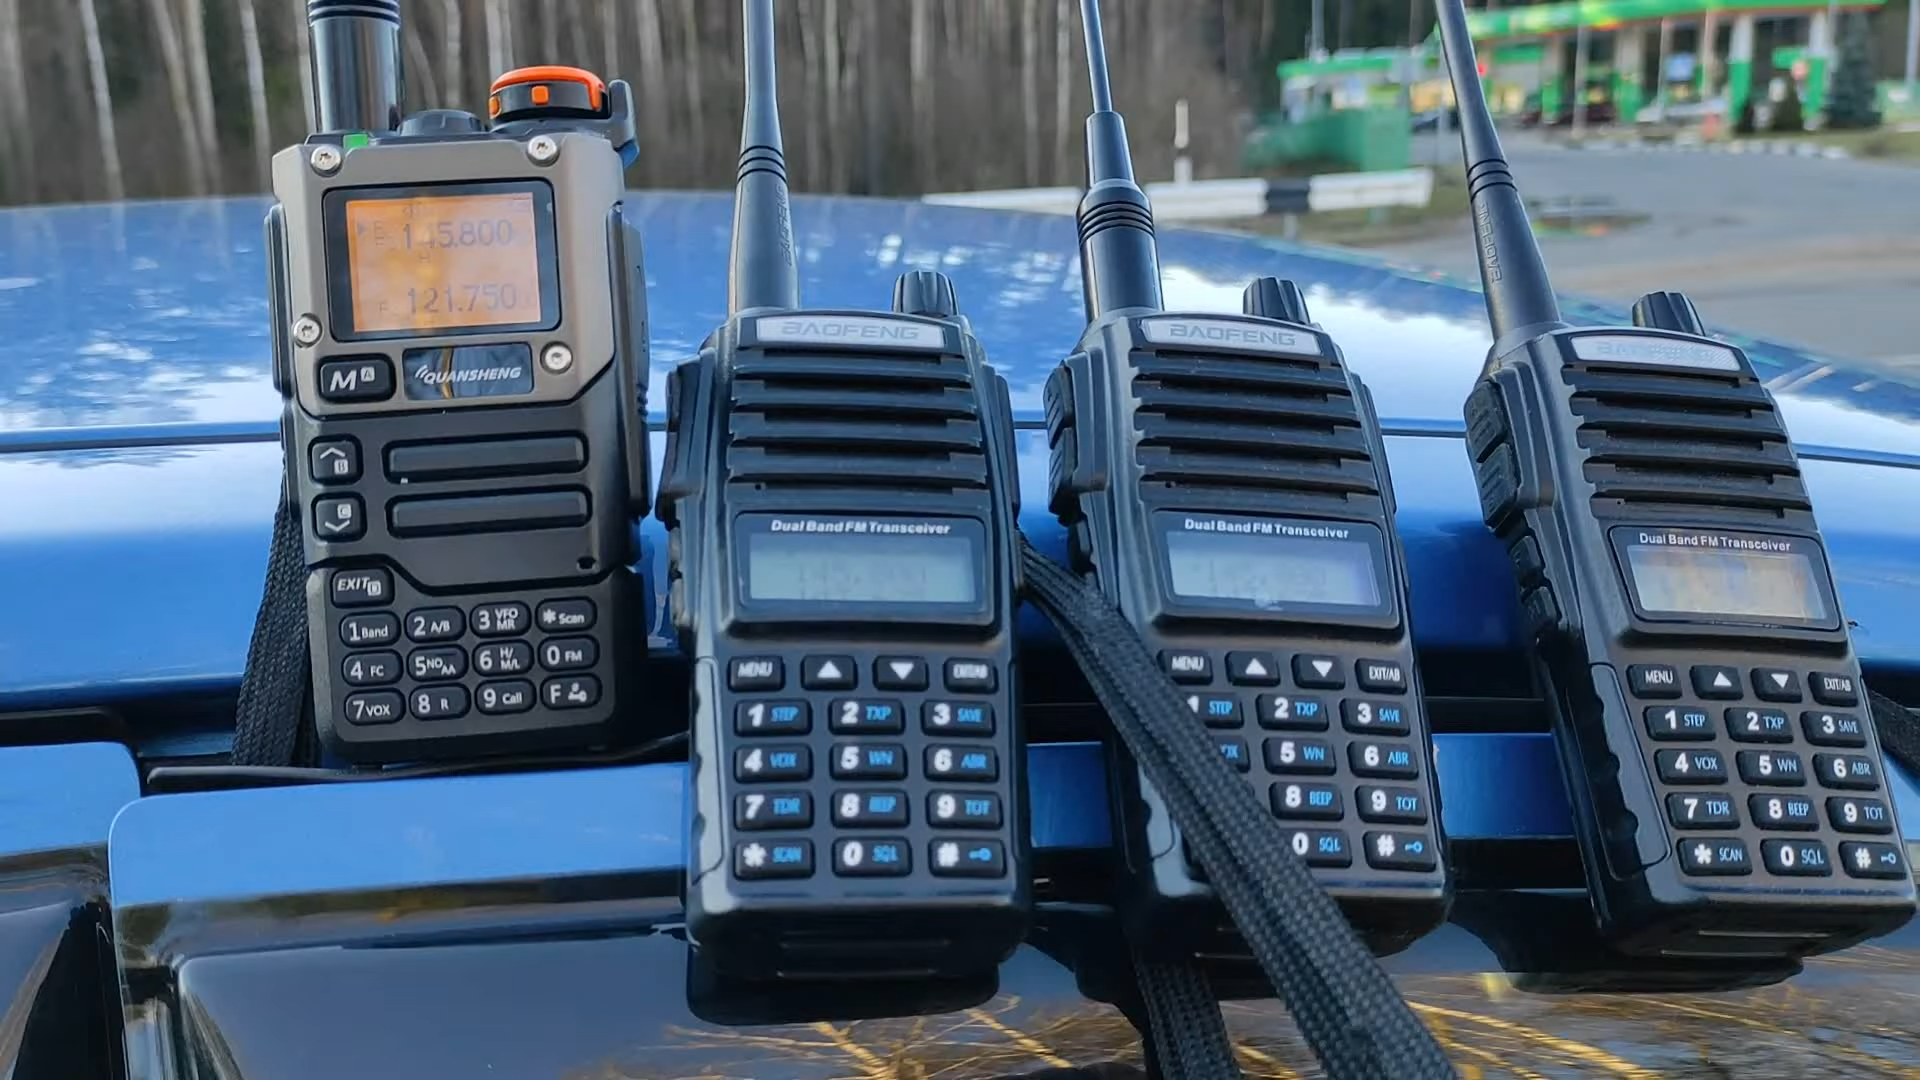 145.800
121.750
M A
QUANSHENG
B
C
EXIT D
1 Band 2 A/B 3 VFO MR * Scan
4 FC 5 NOAA 6 H/M/L 0 FM
7 VOX 8 R 9 Call F
BAOFENG
BAOFENG
Dual Band FM Transceiver
MENU EXIT/AB
1 STEP 2 TXP 3 SAVE
4 VOX 5 WN 6 ABR
7 TDR 8 BEEP 9 TOT
* SCAN 0 SQL #
BAOFENG
Dual Band FM Transceiver
MENU EXIT/AB
1 STEP 2 TXP 3 SAVE
5 WN 6 ABR
8 BEEP 9 TOT
0 SQL #
BAOFENG
BAOFENG
Dual Band FM Transceiver
MENU EXIT/AB
1 STEP 2 TXP 3 SAVE
4 VOX 5 WN 6 ABR
7 TDR 8 BEEP 9 TOT
* SCAN 0 SQL #